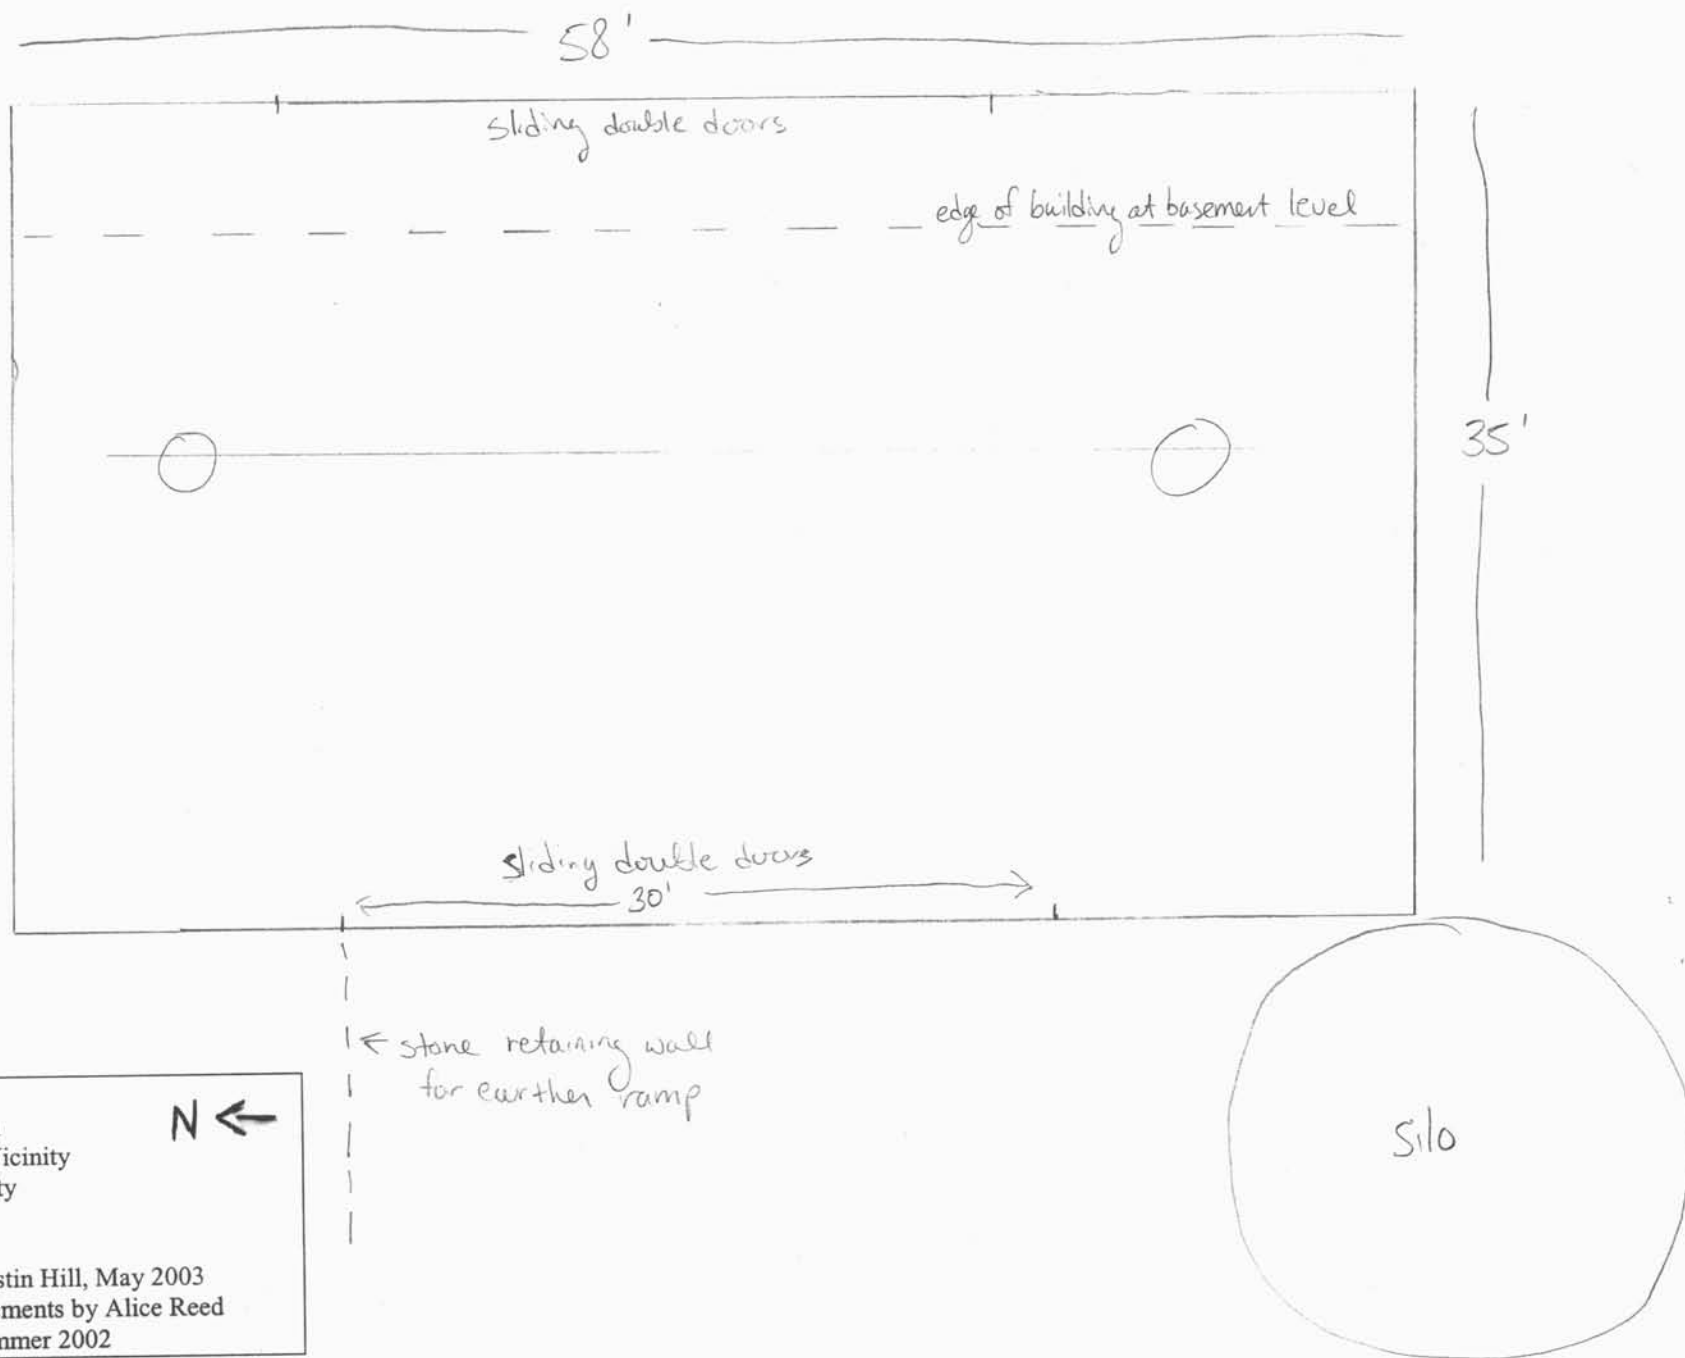 58'
sliding double doors
edge of building at basement level
35'
sliding double doors
30'
stone retaining wall
for earthen ramp
Silo
N
icinity
ty
stin Hill, May 2003
ments by Alice Reed
mmer 2002